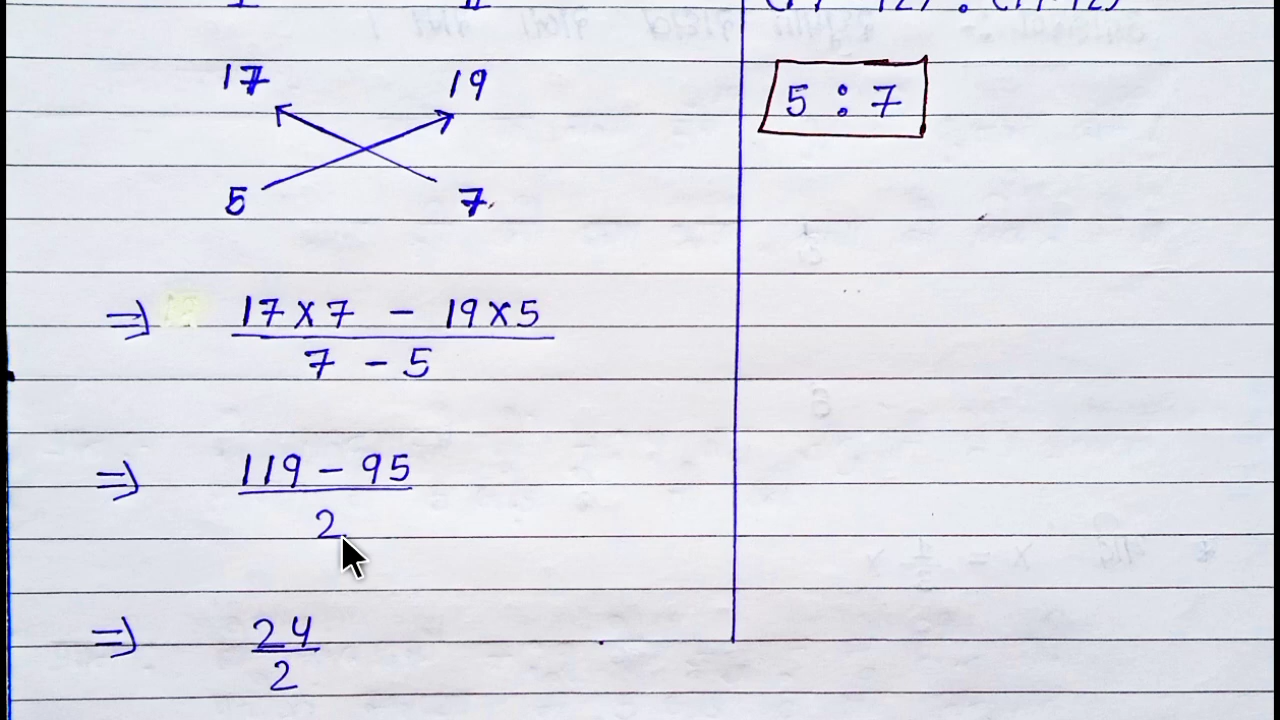 17 19
5 7
⇒ 17 × 7 - 19 × 5
7 - 5
⇒ 119 - 95
2
⇒ 24
2
5 : 7